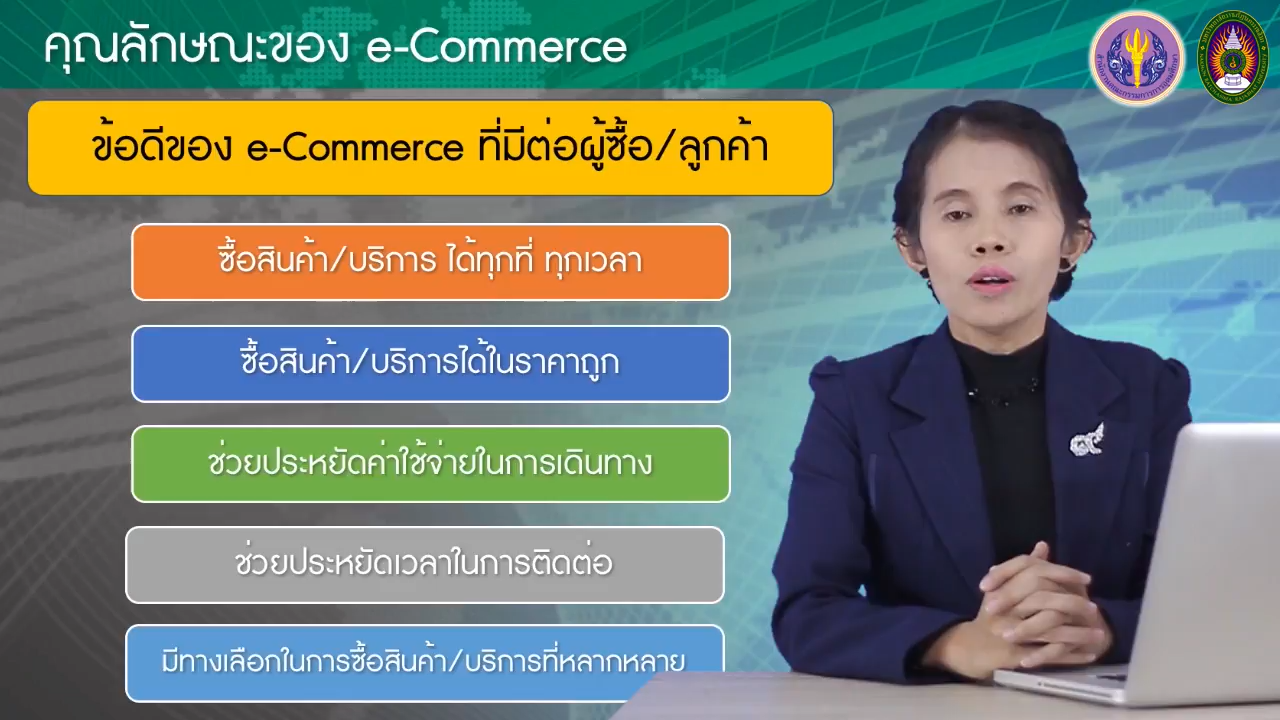 คุณลักษณะของ e-Commerce
ข้อดีของ e-Commerce ที่มีต่อผู้ซื้อ/ลูกค้า
ซื้อสินค้า/บริการ ได้ทุกที่ ทุกเวลา
ซื้อสินค้า/บริการได้ในราคาถูก
ช่วยประหยัดค่าใช้จ่ายในการเดินทาง
ช่วยประหยัดเวลาในการติดต่อ
มีทางเลือกในการซื้อสินค้า/บริการที่หลากหลาย